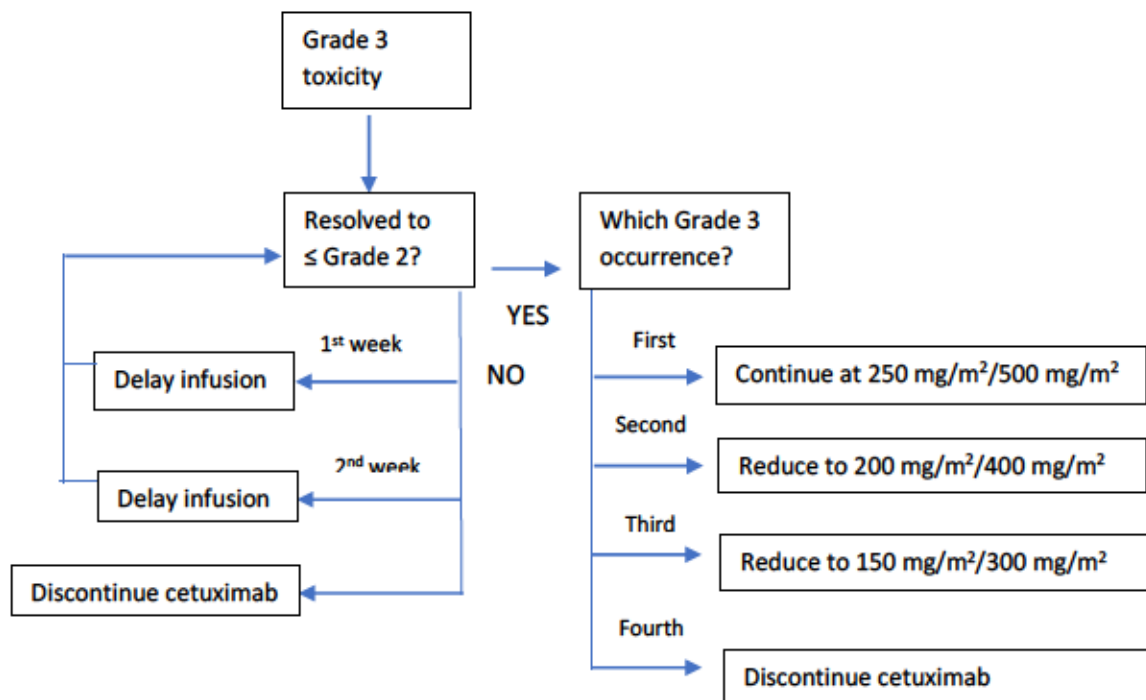 Grade 3
toxicity
Resolved to
≤ Grade 2?
Which Grade 3
occurrence?
YES
NO
1st week
Delay infusion
2nd week
Delay infusion
Discontinue cetuximab
First
Continue at 250 mg/m²/500 mg/m²
Second
Reduce to 200 mg/m²/400 mg/m²
Third
Reduce to 150 mg/m²/300 mg/m²
Fourth
Discontinue cetuximab